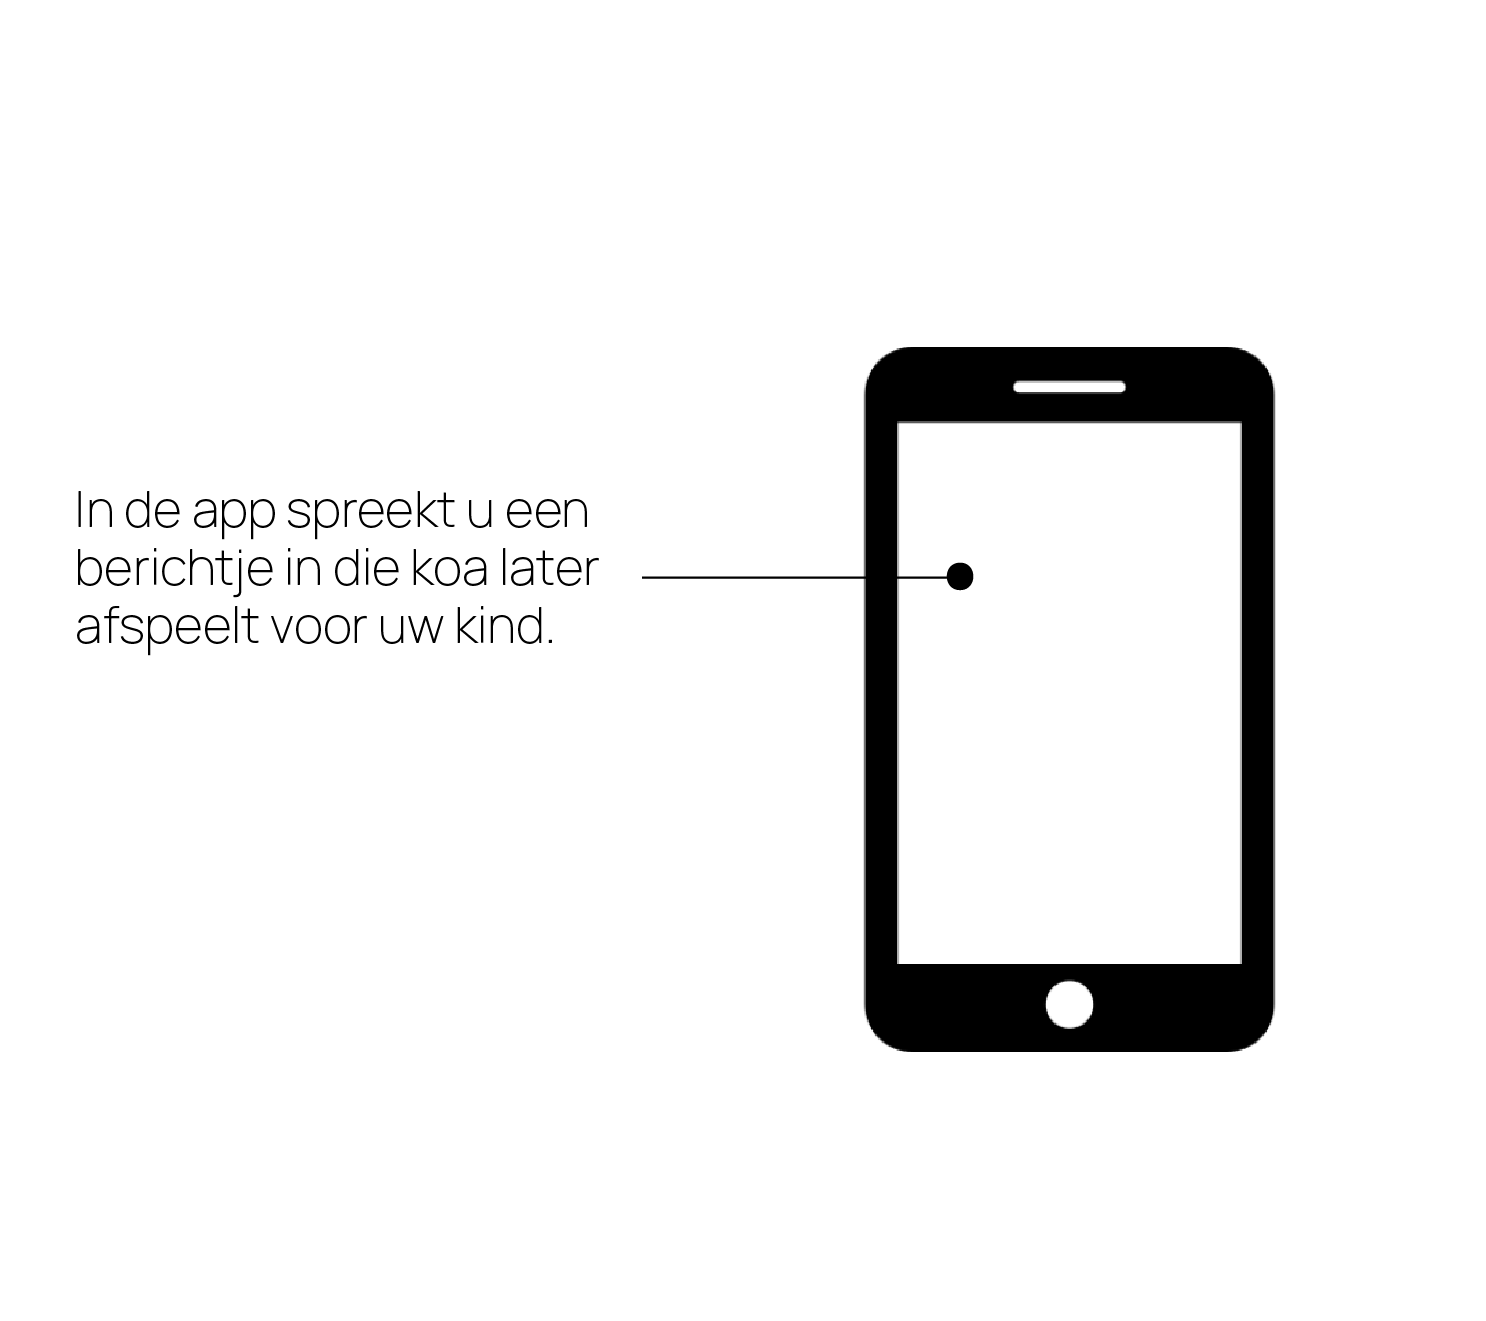 In de app spreekt u een
berichtje in die koa later
afspeelt voor uw kind.